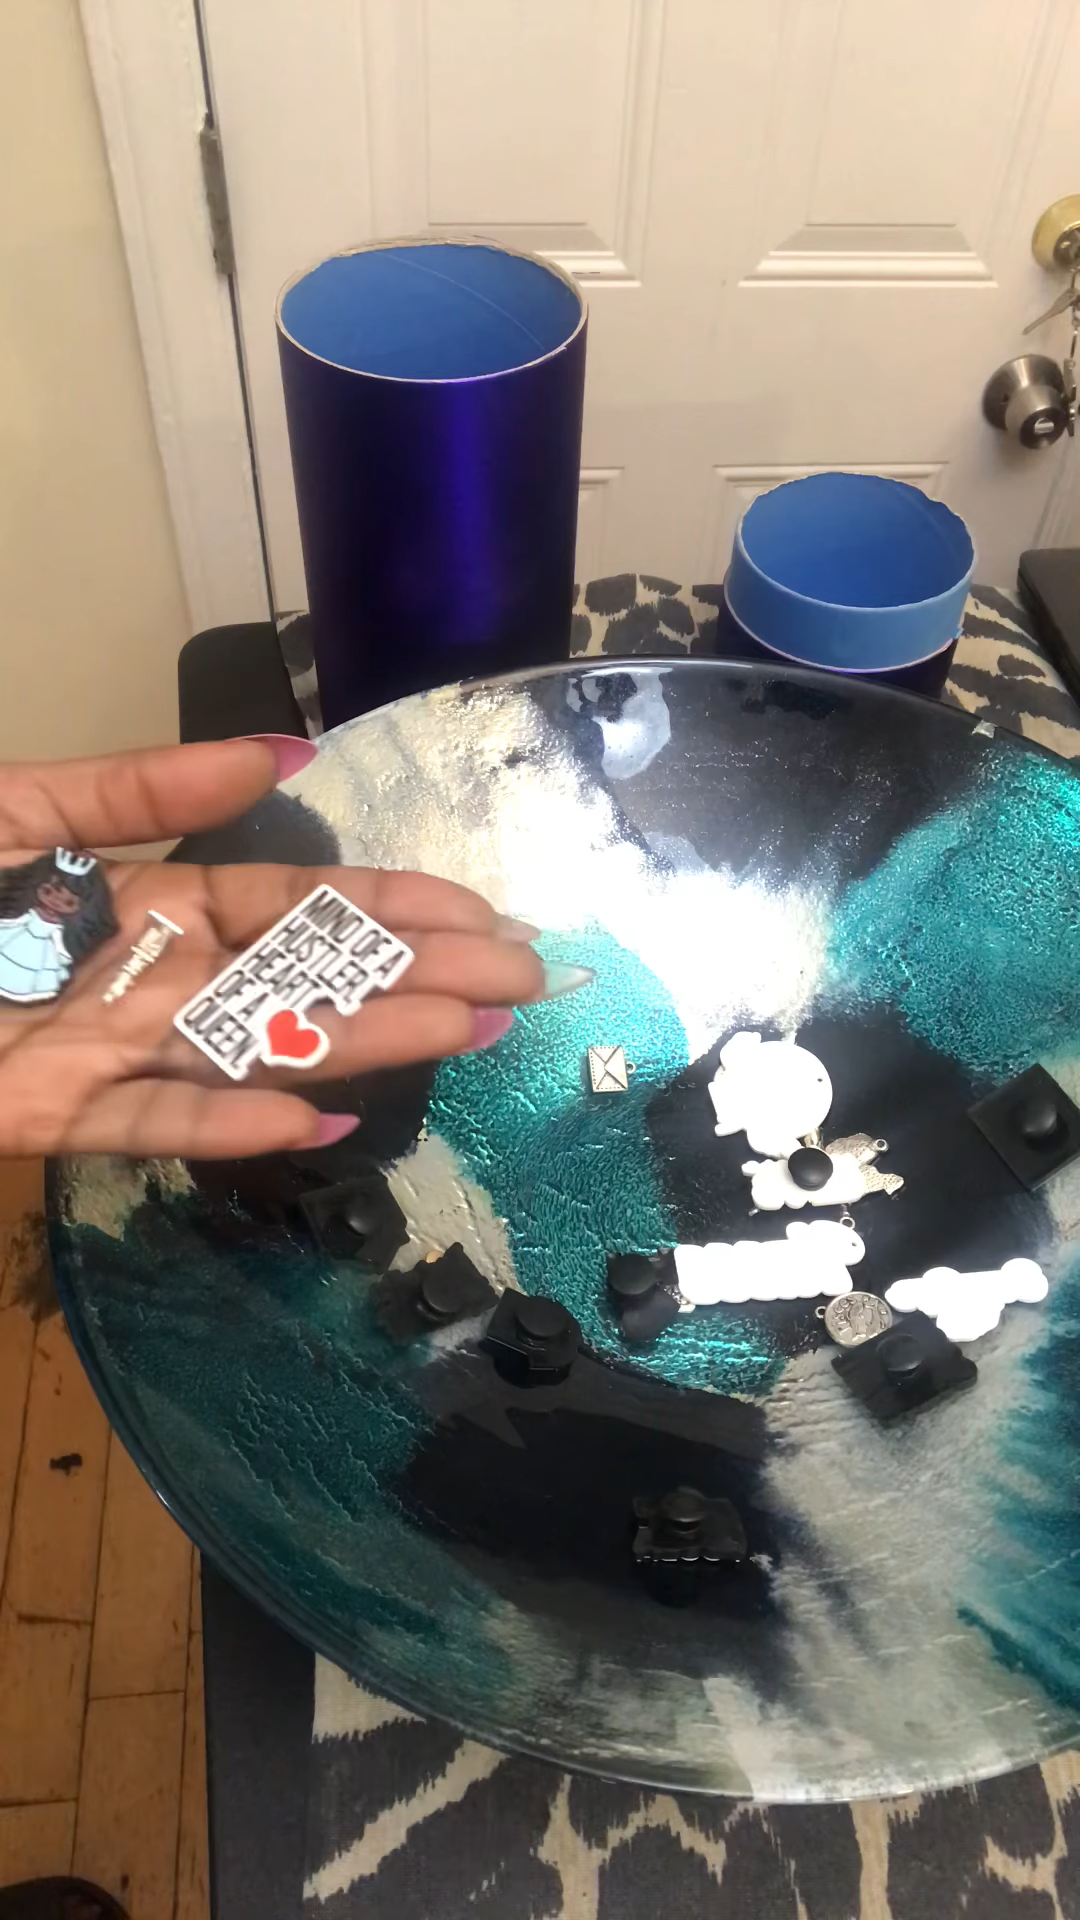 MIND OF A
HUSTLER,
HEART
OF A
QUEEN.